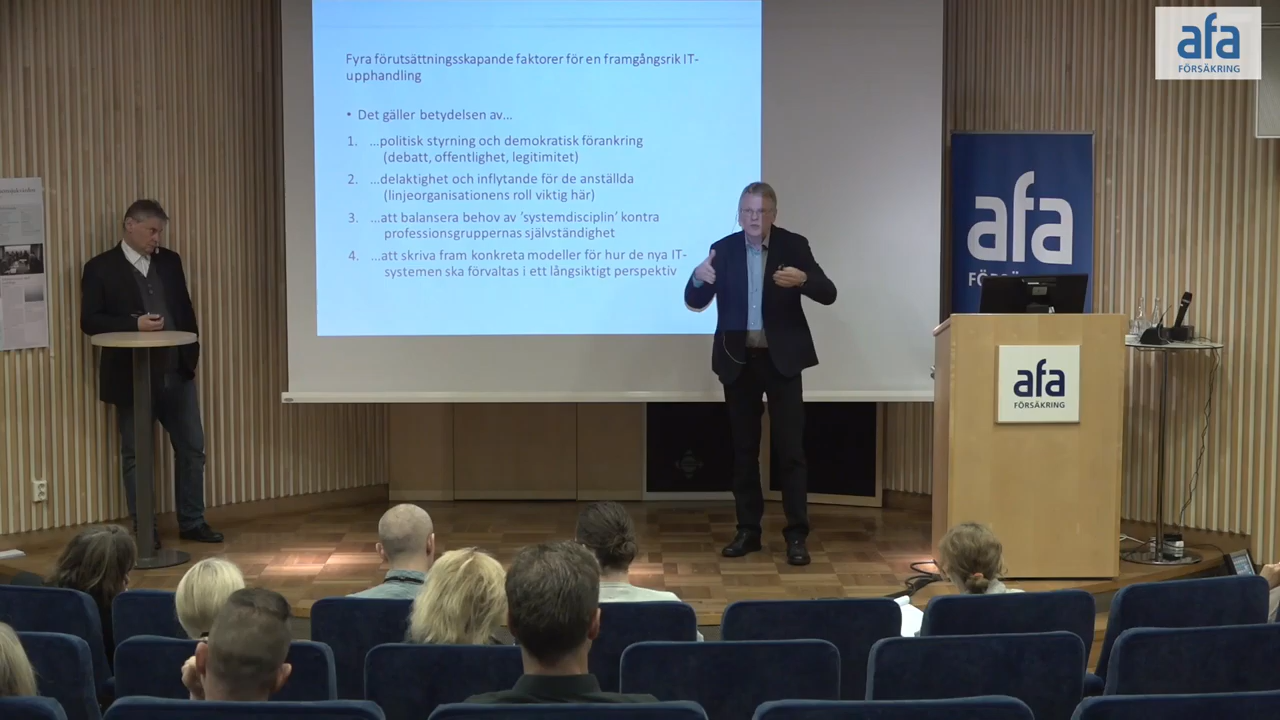 afa
FÖRSÄKRING
Fyra förutsättningsskapande faktorer för en framgångsrik IT-
upphandling
• Det gäller betydelsen av...
1. ...politisk styrning och demokratisk förankring
(debatt, offentlighet, legitimitet)
2. ...delaktighet och inflytande för de anställda
(linjeorganisationens roll viktig här)
3. ...att balansera behov av 'systemdisciplin' kontra
professionsgruppernas självständighet
4. ...att skriva fram konkreta modeller för hur de nya IT-
systemen ska förvaltas i ett långsiktigt perspektiv
afa
afa
FÖRSÄKRING